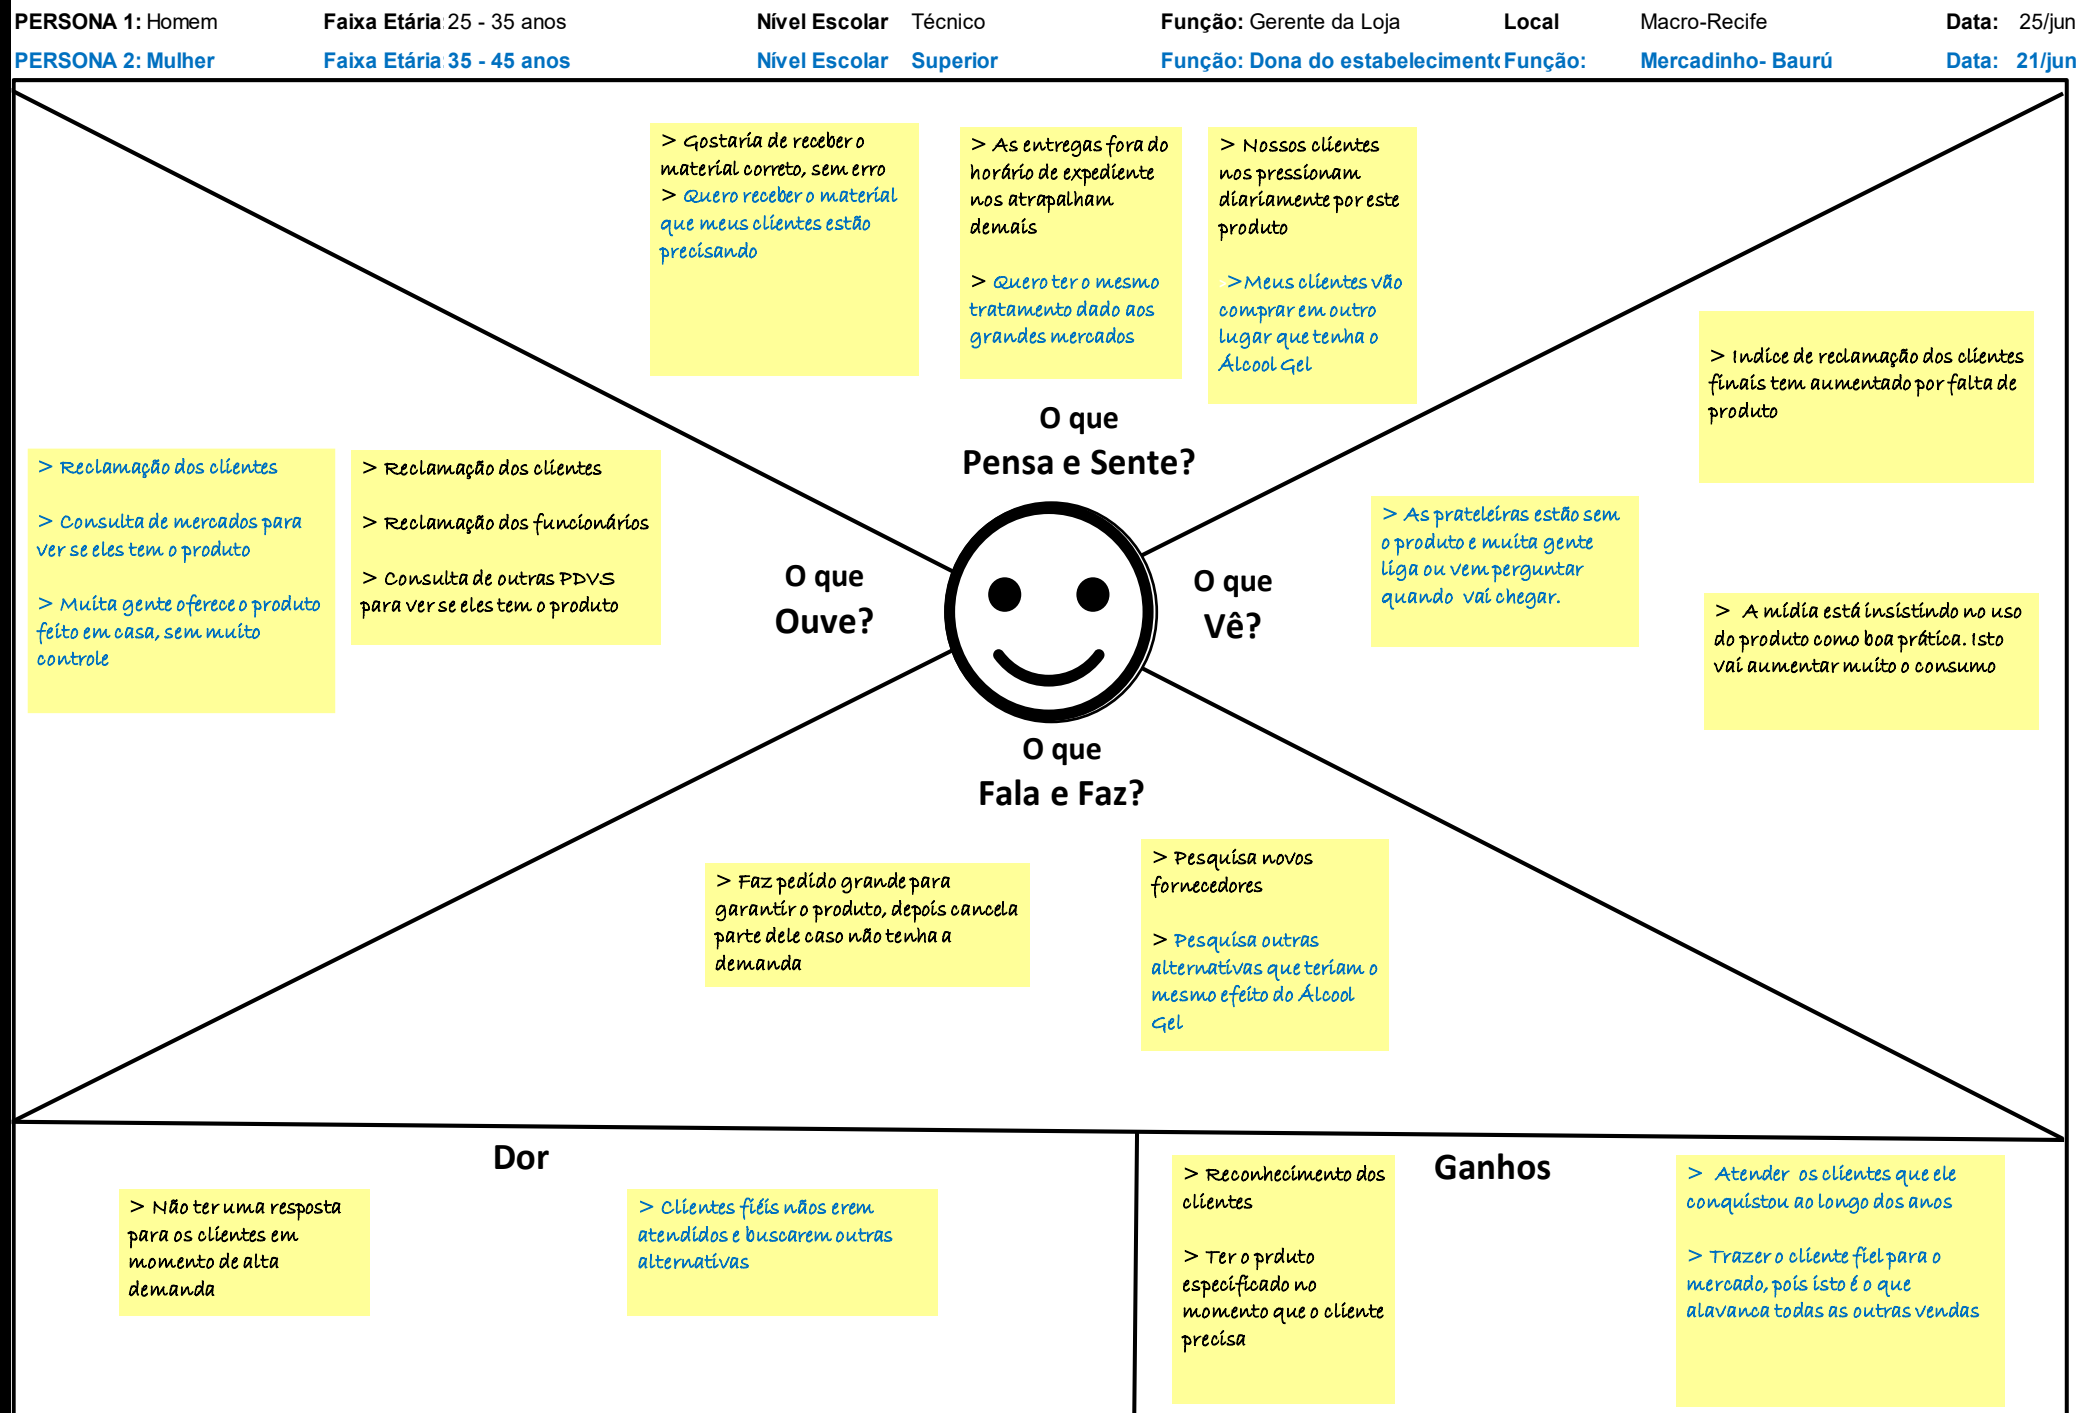 PERSONA 1: Homem Faixa Etária: 25 - 35 anos Nível Escolar Técnico Função: Gerente da Loja Local Macro-Recife Data: 25/jun
PERSONA 2: Mulher Faixa Etária: 35 - 45 anos Nível Escolar Superior Função: Dona do estabelecimento Função: Mercadinho- Baurú Data: 21/jun
> Gostaria de receber o
material correto, sem erro
> Quero receber o material
que meus clientes estão
precisando
> As entregas fora do
horário de expediente
nos atrapalham
demais
> Quero ter o mesmo
tratamento dado aos
grandes mercados
> Nossos clientes
nos pressionam
diariamente por este
produto
>Meus clientes vão
comprar em outro
lugar que tenha o
Álcool Gel
O que
Pensa e Sente?
> Reclamação dos clientes
> Consulta de mercados para
ver se eles tem o produto
> Muita gente oferece o produto
feito em casa, sem muito
controle
> Reclamação dos clientes
> Reclamação dos funcionários
> Consulta de outras PDVS
para ver se eles tem o produto
O que
Ouve?
O que
Vê?
> Indice de reclamação dos clientes
finais tem aumentado por falta de
produto
> As prateleiras estão sem
o produto e muita gente
liga ou vem perguntar
quando vai chegar.
> A mídia está insistindo no uso
do produto como boa prática. Isto
vai aumentar muito o consumo
O que
Fala e Faz?
> Faz pedido grande para
garantir o produto, depois cancela
parte dele caso não tenha a
demanda
> Pesquisa novos
fornecedores
> Pesquisa outras
alternativas que teriam o
mesmo efeito do Álcool
Gel
Dor
> Não ter uma resposta
para os clientes em
momento de alta
demanda
> Clientes fiéis nãos erem
atendidos e buscarem outras
alternativas
Ganhos
> Reconhecimento dos
clientes
> Ter o prduto
especificado no
momento que o cliente
precisa
> Atender os clientes que ele
conquistou ao longo dos anos
> Trazer o cliente fiel para o
mercado, pois isto é o que
alavanca todas as outras vendas